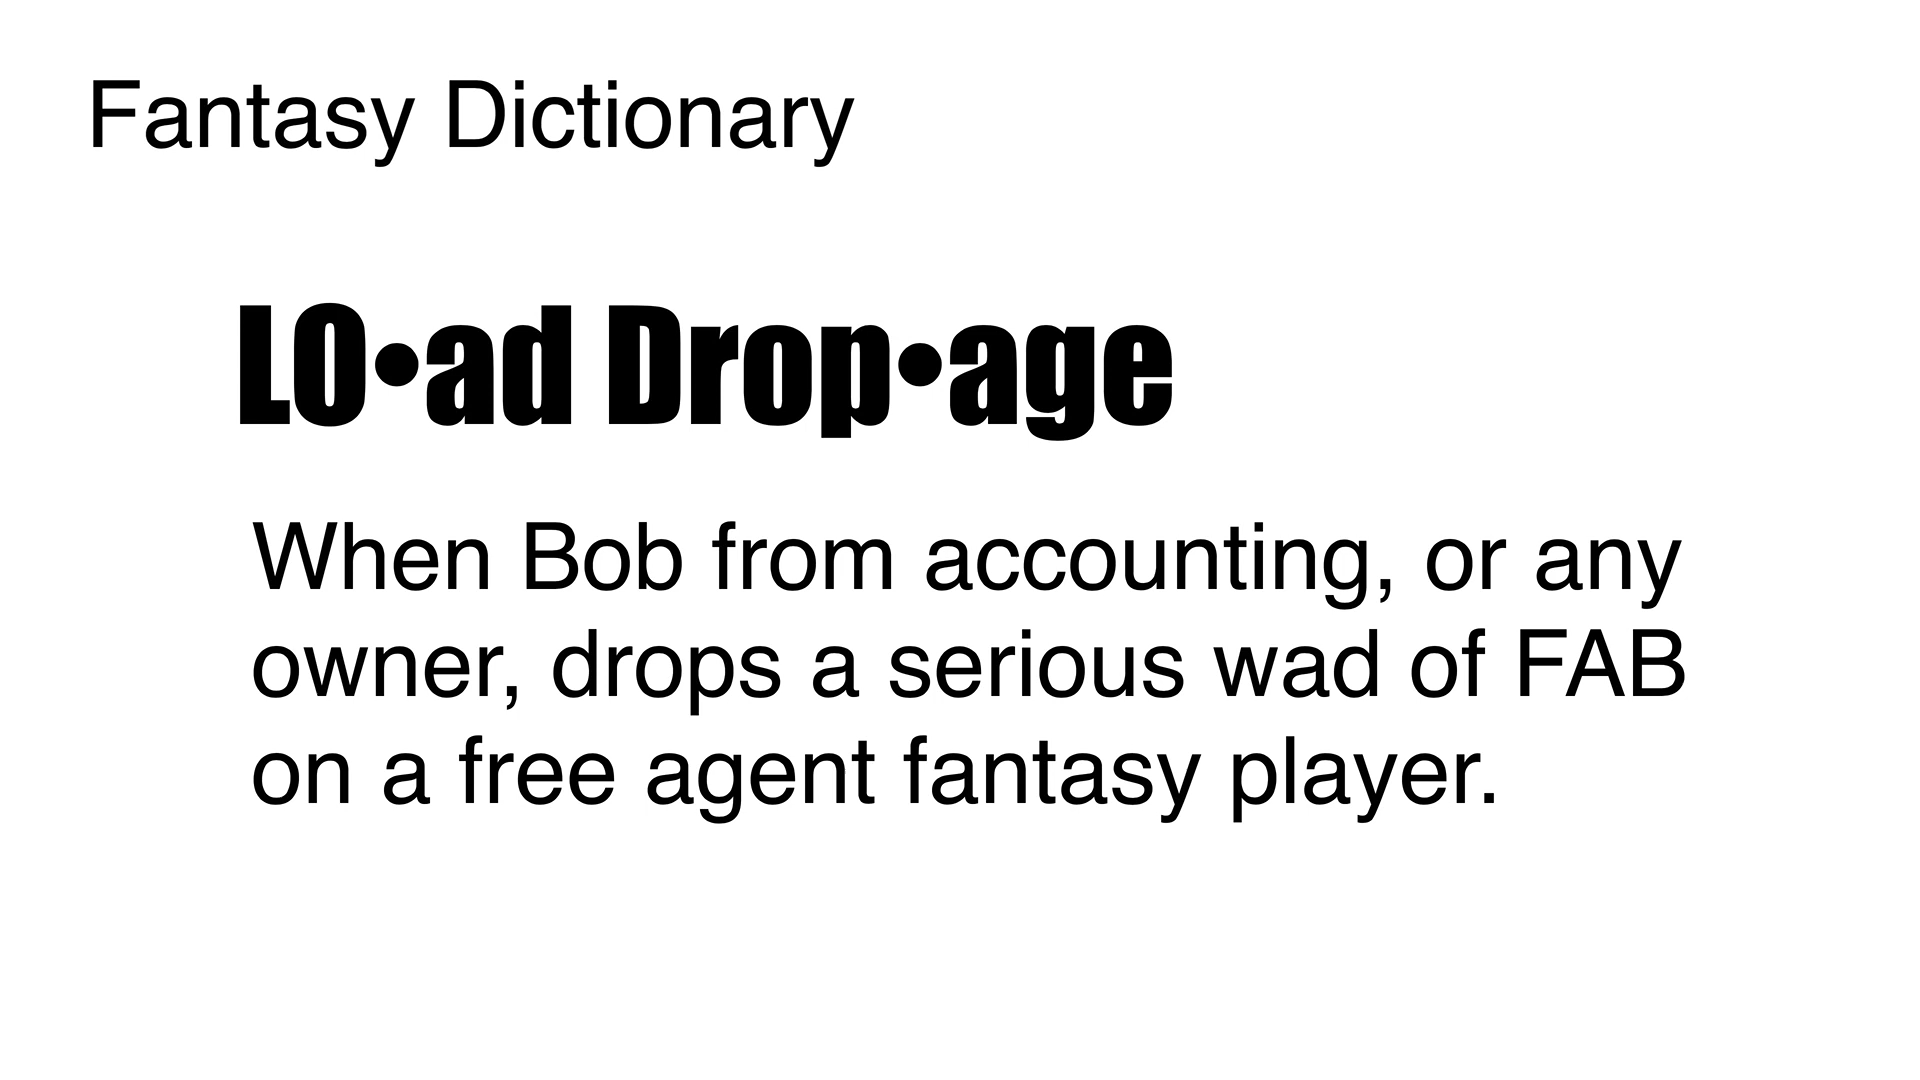 Fantasy Dictionary
LO•ad Drop•age
When Bob from accounting, or any
owner, drops a serious wad of FAB
on a free agent fantasy player.